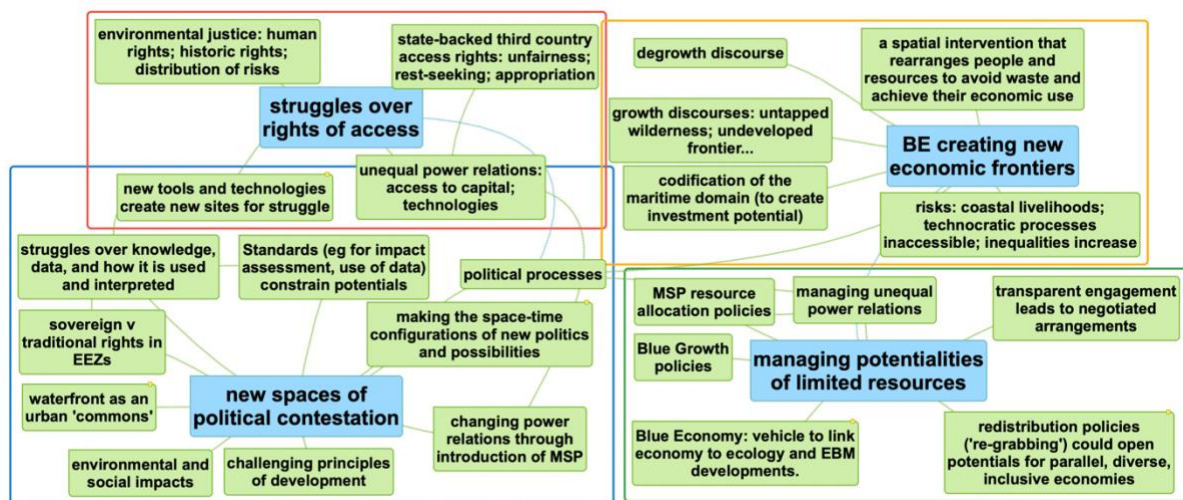 environmental justice: human
rights; historic rights;
distribution of risks
state-backed third country
access rights: unfairness;
rest-seeking; appropriation
struggles over
rights of access
unequal power relations:
access to capital;
technologies
new tools and technologies
create new sites for struggle
degrowth discourse
a spatial intervention that
rearranges people and
resources to avoid waste and
achieve their economic use
growth discourses: untapped
wilderness; undeveloped
frontier...
BE creating new
economic frontiers
codification of the
maritime domain (to create
investment potential)
risks: coastal livelihoods;
technocratic processes
inaccessible; inequalities increase
struggles over knowledge,
data, and how it is used
and interpreted
Standards (eg for impact
assessment, use of data)
constrain potentials
political processes
sovereign v
traditional rights in
EEZs
making the space-time
configurations of new politics
and possibilities
new spaces of
political contestation
waterfront as an
urban 'commons'
changing power
relations through
introduction of MSP
environmental and
social impacts
challenging principles
of development
MSP resource
allocation policies
managing unequal
power relations
transparent engagement
leads to negotiated
arrangements
Blue Growth
policies
managing potentialities
of limited resources
Blue Economy: vehicle to link
economy to ecology and EBM
developments.
redistribution policies
('re-grabbing') could open
potentials for parallel, diverse,
inclusive economies